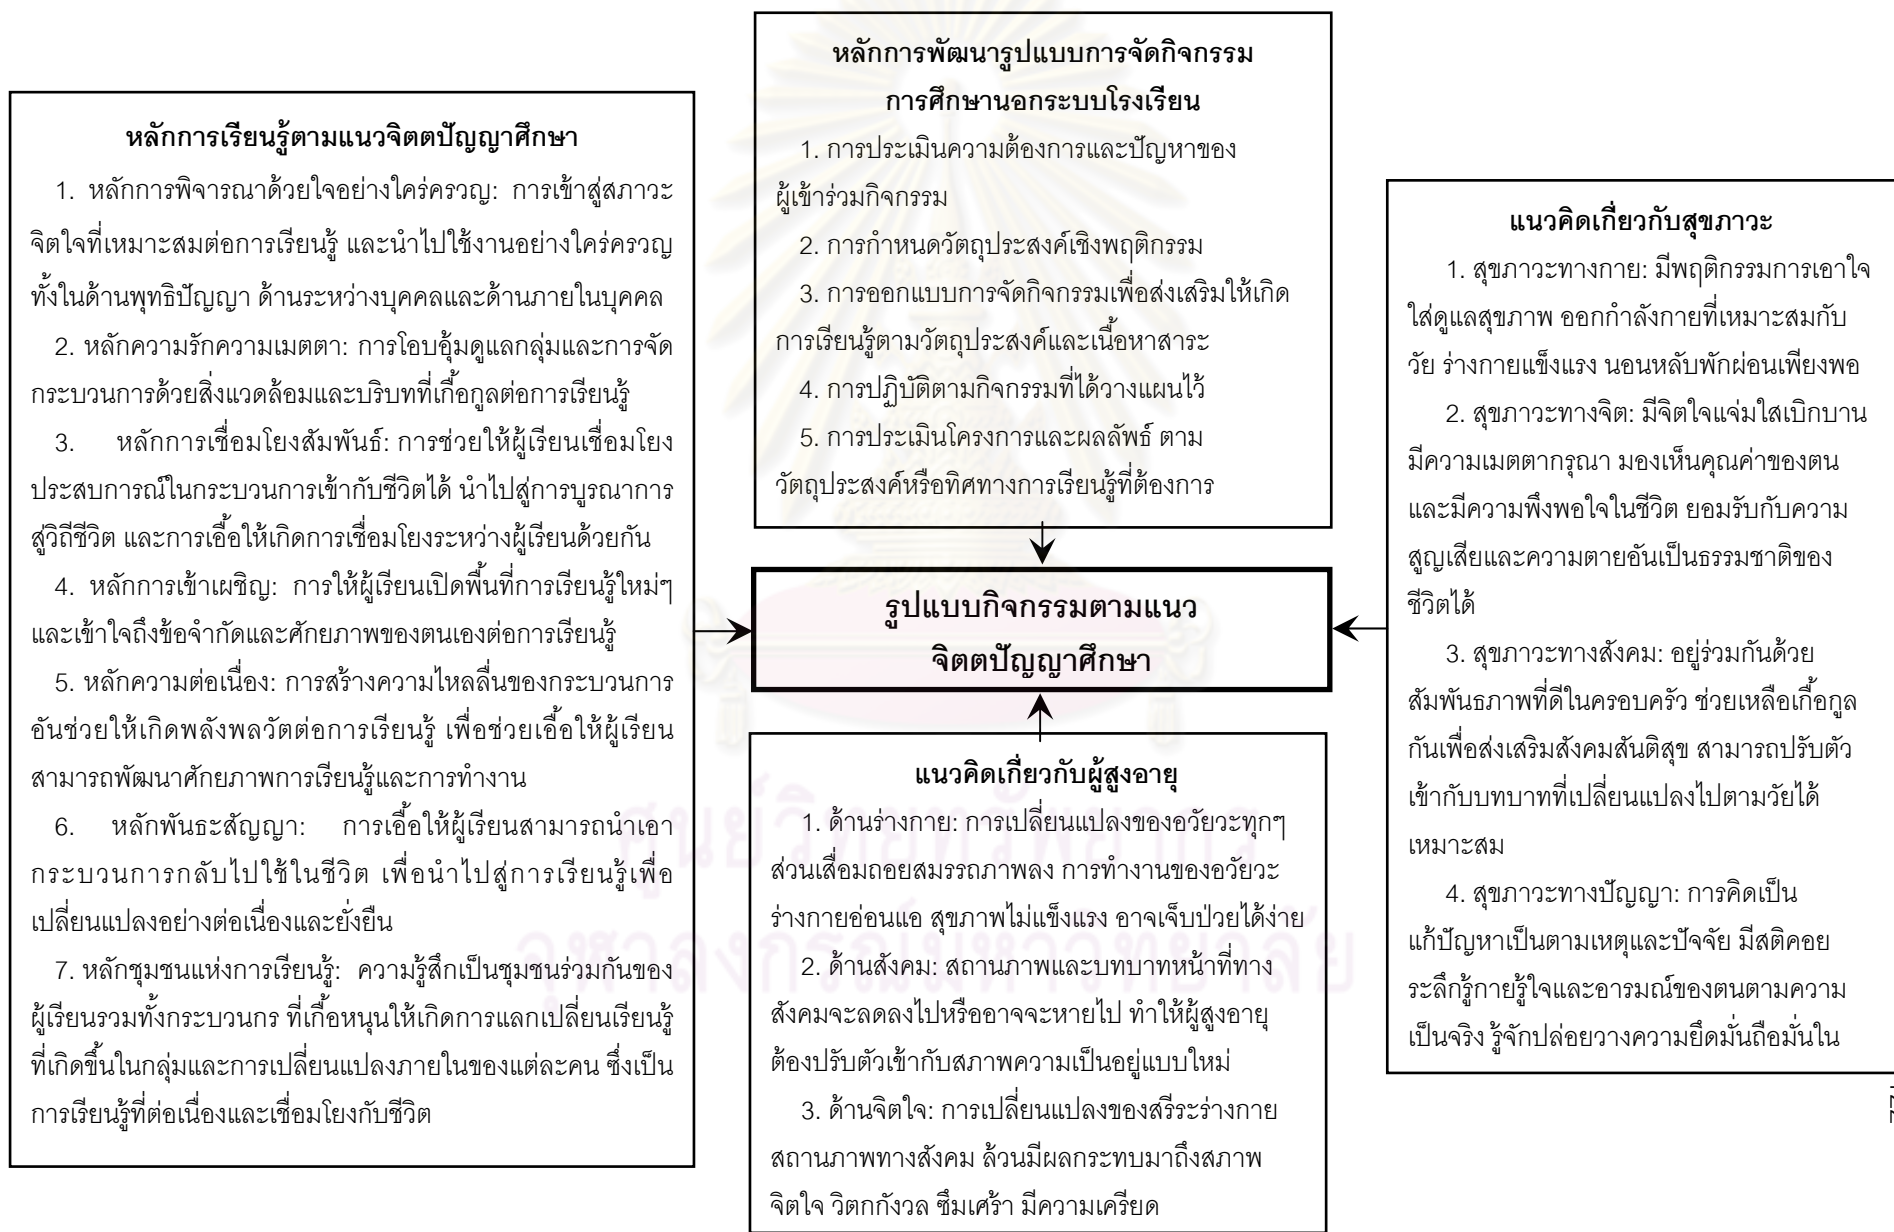 หลักการเรียนรู้ตามแนวจิตตปัญญาศึกษา
1. หลักการพิจารณาด้วยใจอย่างใคร่ครวญ: การเข้าสู่สภาวะ
จิตใจที่เหมาะสมต่อการเรียนรู้ และนำไปใช้งานอย่างใคร่ครวญ
ทั้งในด้านพุทธิปัญญา ด้านระหว่างบุคคลและด้านภายในบุคคล
2. หลักความรักความเมตตา: การโอบอุ้มดูแลกลุ่มและการจัด
กระบวนการด้วยสิ่งแวดล้อมและบริบทที่เกื้อกูลต่อการเรียนรู้
3. หลักการเชื่อมโยงสัมพันธ์: การช่วยให้ผู้เรียนเชื่อมโยง
ประสบการณ์ในกระบวนการเข้ากับชีวิตได้ นำไปสู่การบูรณาการ
สู่วิถีชีวิต และการเอื้อให้เกิดการเชื่อมโยงระหว่างผู้เรียนด้วยกัน
4. หลักการเข้าเผชิญ: การให้ผู้เรียนเปิดพื้นที่การเรียนรู้ใหม่ๆ
และเข้าใจถึงข้อจำกัดและศักยภาพของตนเองต่อการเรียนรู้
5. หลักความต่อเนื่อง: การสร้างความไหลลื่นของกระบวนการ
อันช่วยให้เกิดพลังพลวัตต่อการเรียนรู้ เพื่อช่วยเอื้อให้ผู้เรียน
สามารถพัฒนาศักยภาพการเรียนรู้และการทำงาน
6. หลักพันธะสัญญา: การเอื้อให้ผู้เรียนสามารถนำเอา
กระบวนการกลับไปใช้ในชีวิต เพื่อนำไปสู่การเรียนรู้เพื่อ
เปลี่ยนแปลงอย่างต่อเนื่องและยั่งยืน
7. หลักชุมชนแห่งการเรียนรู้: ความรู้สึกเป็นชุมชนร่วมกันของ
ผู้เรียนรวมทั้งกระบวนกร ที่เกื้อหนุนให้เกิดการแลกเปลี่ยนเรียนรู้
ที่เกิดขึ้นในกลุ่มและการเปลี่ยนแปลงภายในของแต่ละคน ซึ่งเป็น
การเรียนรู้ที่ต่อเนื่องและเชื่อมโยงกับชีวิต
หลักการพัฒนารูปแบบการจัดกิจกรรม
การศึกษานอกระบบโรงเรียน
1. การประเมินความต้องการและปัญหาของ
ผู้เข้าร่วมกิจกรรม
2. การกำหนดวัตถุประสงค์เชิงพฤติกรรม
3. การออกแบบการจัดกิจกรรมเพื่อส่งเสริมให้เกิด
การเรียนรู้ตามวัตถุประสงค์และเนื้อหาสาระ
4. การปฏิบัติตามกิจกรรมที่ได้วางแผนไว้
5. การประเมินโครงการและผลลัพธ์ ตาม
วัตถุประสงค์หรือทิศทางการเรียนรู้ที่ต้องการ
รูปแบบกิจกรรมตามแนว
จิตตปัญญาศึกษา
แนวคิดเกี่ยวกับผู้สูงอายุ
1. ด้านร่างกาย: การเปลี่ยนแปลงของอวัยวะทุกๆ
ส่วนเสื่อมถอยสมรรถภาพลง การทำงานของอวัยวะ
ร่างกายอ่อนแอ สุขภาพไม่แข็งแรง อาจเจ็บป่วยได้ง่าย
2. ด้านสังคม: สถานภาพและบทบาทหน้าที่ทาง
สังคมจะลดลงไปหรืออาจจะหายไป ทำให้ผู้สูงอายุ
ต้องปรับตัวเข้ากับสภาพความเป็นอยู่แบบใหม่
3. ด้านจิตใจ: การเปลี่ยนแปลงของสรีระร่างกาย
สถานภาพทางสังคม ล้วนมีผลกระทบมาถึงสภาพ
จิตใจ วิตกกังวล ซึมเศร้า มีความเครียด
แนวคิดเกี่ยวกับสุขภาวะ
1. สุขภาวะทางกาย: มีพฤติกรรมการเอาใจ
ใส่ดูแลสุขภาพ ออกกำลังกายที่เหมาะสมกับ
วัย ร่างกายแข็งแรง นอนหลับพักผ่อนเพียงพอ
2. สุขภาวะทางจิต: มีจิตใจแจ่มใสเบิกบาน
มีความเมตตากรุณา มองเห็นคุณค่าของตน
และมีความพึงพอใจในชีวิต ยอมรับกับความ
สูญเสียและความตายอันเป็นธรรมชาติของ
ชีวิตได้
3. สุขภาวะทางสังคม: อยู่ร่วมกันด้วย
สัมพันธภาพที่ดีในครอบครัว ช่วยเหลือเกื้อกูล
กันเพื่อส่งเสริมสังคมสันติสุข สามารถปรับตัว
เข้ากับบทบาทที่เปลี่ยนแปลงไปตามวัยได้
เหมาะสม
4. สุขภาวะทางปัญญา: การคิดเป็น
แก้ปัญหาเป็นตามเหตุและปัจจัย มีสติคอย
ระลึกรู้กายรู้ใจและอารมณ์ของตนตามความ
เป็นจริง รู้จักปล่อยวางความยึดมั่นถือมั่นใน
ศูนย์วิทยทรัพยากร
จุฬาลงกรณ์มหาวิทยาลัย